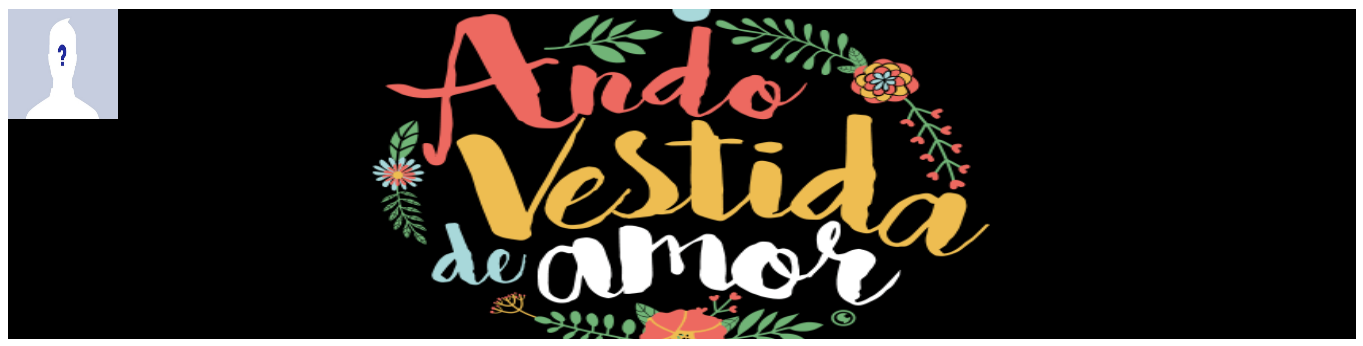 ?
Ando
Vestida
de amor